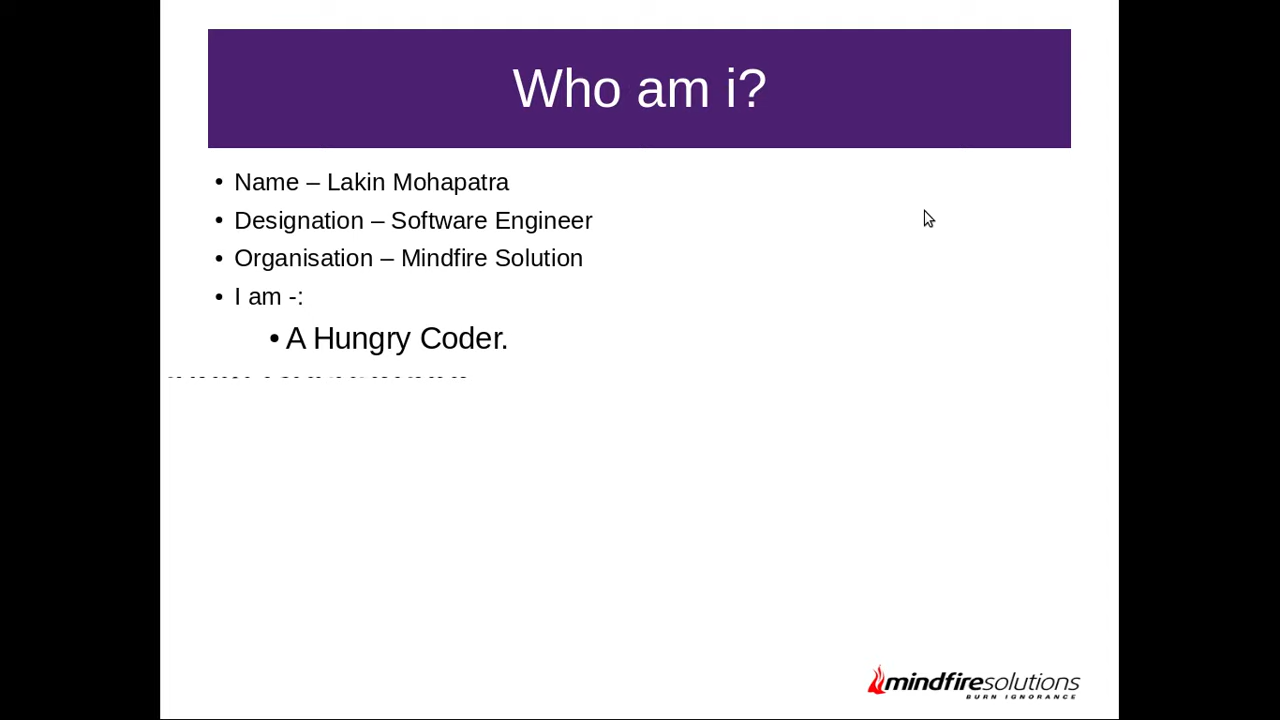 Who am i?
• Name – Lakin Mohapatra
• Designation – Software Engineer
• Organisation – Mindfire Solution
• I am -:
• A Hungry Coder.
mindfiresolutions
BURN IGNORANCE